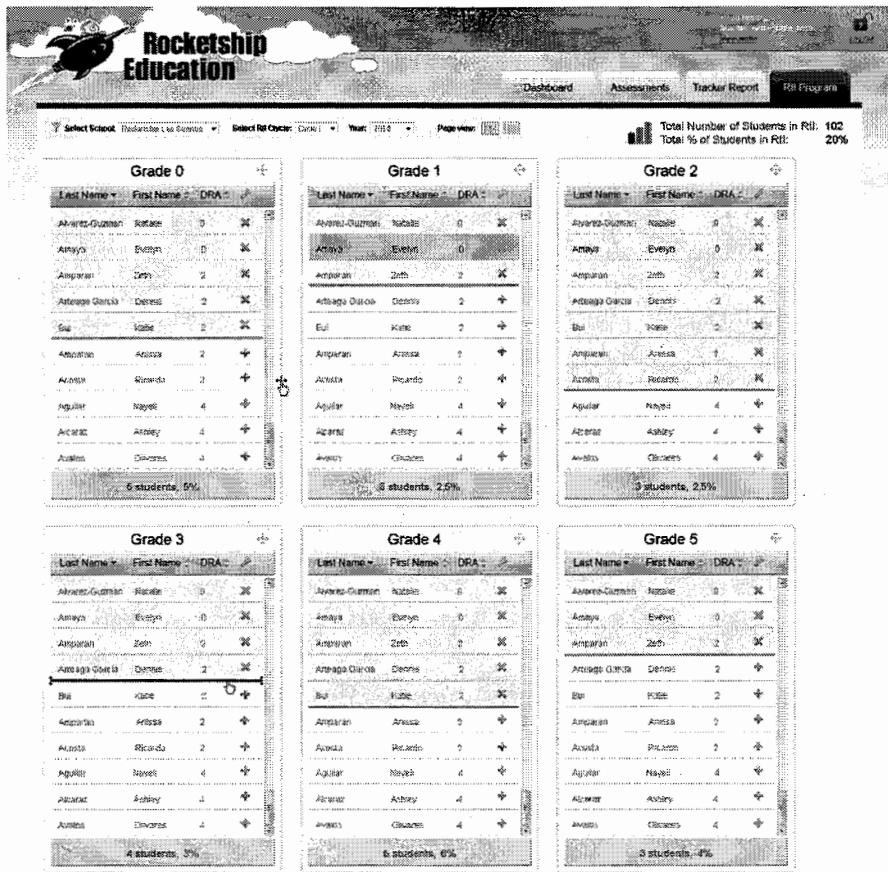 Rocketship
Education
Dashboard Assessments Tracker Report RtI Program
Select School: Select RtI Cycle: Cycle 1 Year: 2010 Page view:
Total Number of Students in RtI: 102
Total % of Students in RtI: 20%
Grade 0
Last Name First Name DRA
Alvarez-Guzman Natalie 0
Amaya Evelyn 0
Amparan Zeth 2
Arteaga Garcia Dennis 2
Bui Katie 2
Amparan Anissa 2
Acosta Ricardo 2
Aguilar Nayeli 4
Alcaraz Ashley 4
Avalos Olivares 4
5 students, 5%
Grade 1
Last Name First Name DRA
Alvarez-Guzman Natalie 0
Amaya Evelyn 0
Amparan Zeth 2
Arteaga Garcia Dennis 2
Bui Katie 2
Amparan Anissa 2
Acosta Ricardo 2
Aguilar Nayeli 4
Alcaraz Ashley 4
Avalos Olivares 4
3 students, 2,5%
Grade 2
Last Name First Name DRA
Alvarez-Guzman Natalie 0
Amaya Evelyn 0
Amparan Zeth 2
Arteaga Garcia Dennis 2
Bui Katie 2
Amparan Anissa 2
Acosta Ricardo 2
Aguilar Nayeli 4
Alcaraz Ashley 4
Avalos Olivares 4
3 students, 2,5%
Grade 3
Last Name First Name DRA
Alvarez-Guzman Natalie 0
Amaya Evelyn 0
Amparan Zeth 2
Arteaga Garcia Dennis 2
Bui Katie 2
Amparan Anissa 2
Acosta Ricardo 2
Aguilar Nayeli 4
Alcaraz Ashley 4
Avalos Olivares 4
4 students, 3%
Grade 4
Last Name First Name DRA
Alvarez-Guzman Natalie 0
Amaya Evelyn 0
Amparan Zeth 2
Arteaga Garcia Dennis 2
Bui Katie 2
Amparan Anissa 2
Acosta Ricardo 2
Aguilar Nayeli 4
Alcaraz Ashley 4
Avalos Olivares 4
5 students, 6%
Grade 5
Last Name First Name DRA
Alvarez-Guzman Natalie 0
Amaya Evelyn 0
Amparan Zeth 2
Arteaga Garcia Dennis 2
Bui Katie 2
Amparan Anissa 2
Acosta Ricardo 2
Aguilar Nayeli 4
Alcaraz Ashley 4
Avalos Olivares 4
3 students, 4%